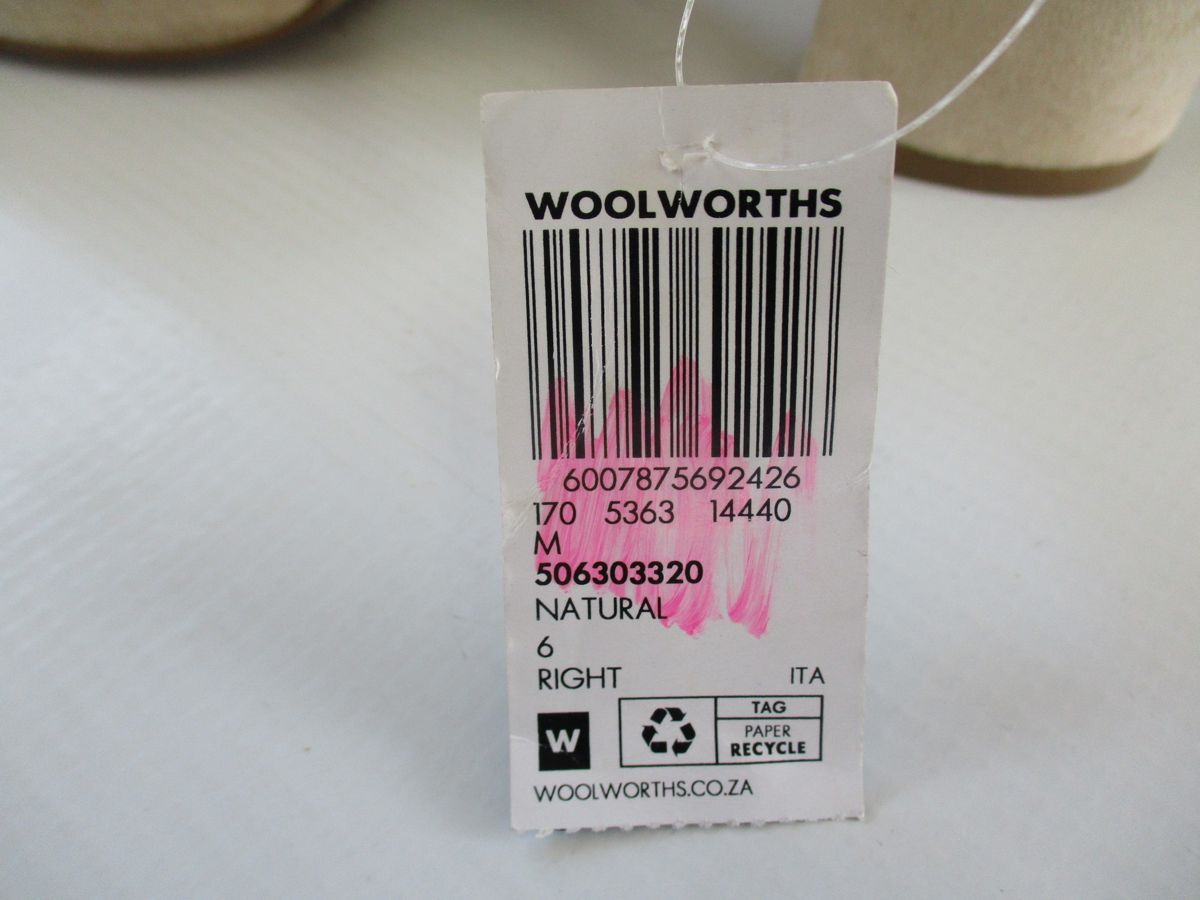 WOOLWORTHS
6007875692426
170 5363 14440
M
506303320
NATURAL
6
RIGHT ITA
W
TAG
PAPER
RECYCLE
WOOLWORTHS.CO.ZA